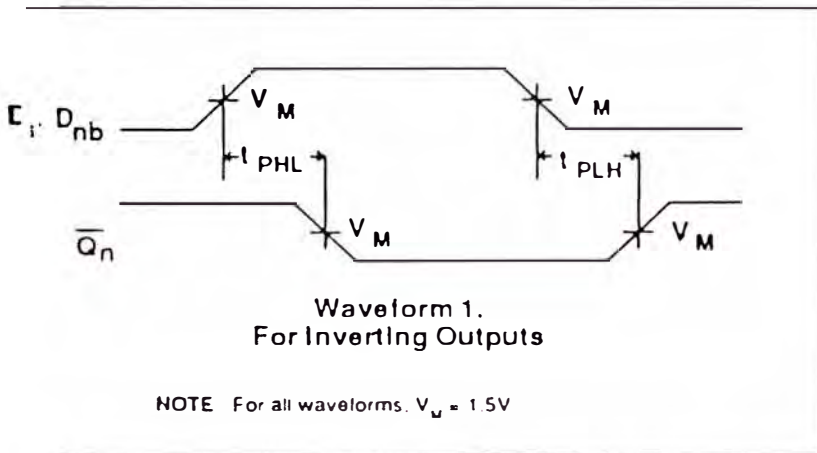 D_nb V_M V_M
t_PHL t_PLH
Q̅_n V_M V_M
Waveform 1.
For Inverting Outputs
NOTE For all waveforms. V_M = 1.5V